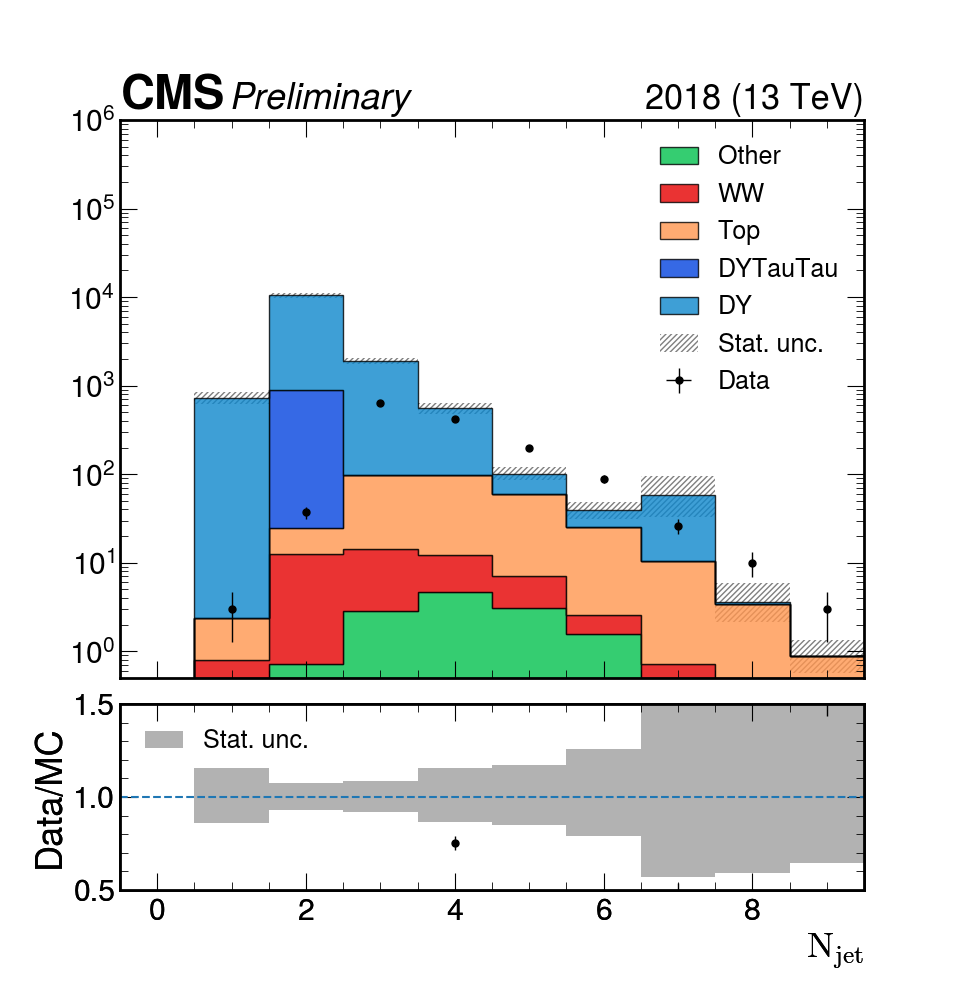 CMS Preliminary 2018 (13 TeV)
10^6
10^5
10^4
10^3
10^2
10^1
10^0
Other
WW
Top
DYTauTau
DY
Stat. unc.
Data
1.5
1.0
0.5
Data/MC
Stat. unc.
0 2 4 6 8
N_jet